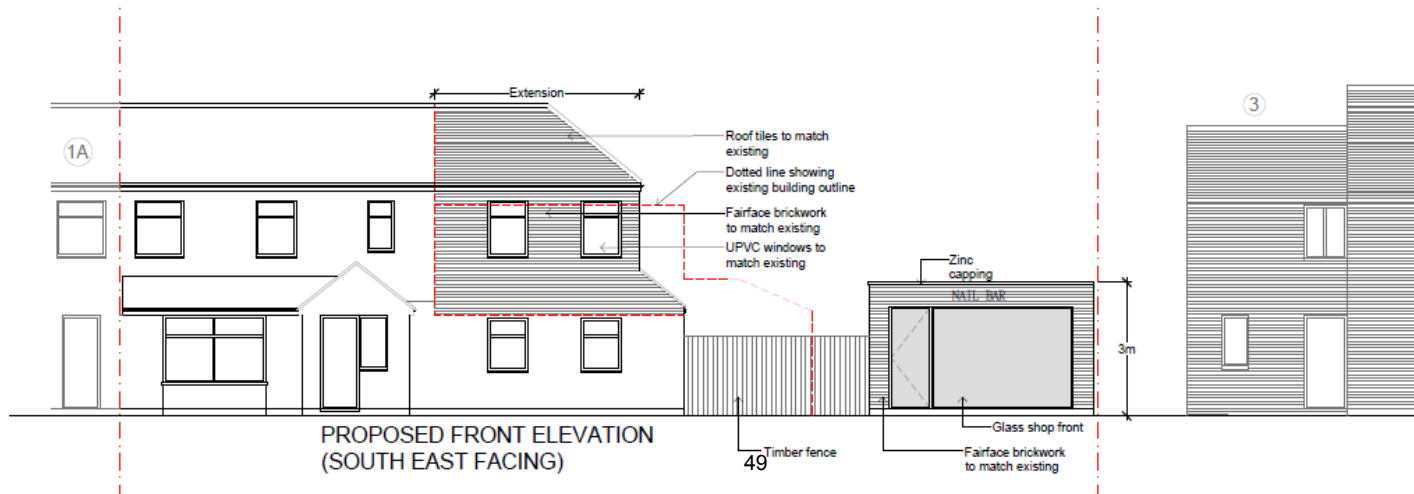 Extension
3
1A
Roof tiles to match
existing
Dotted line showing
existing building outline
Fairface brickwork
to match existing
UPVC windows to
match existing
Zinc
capping
NAIL BAR
3m
PROPOSED FRONT ELEVATION
(SOUTH EAST FACING)
Timber fence
49
Glass shop front
Fairface brickwork
to match existing